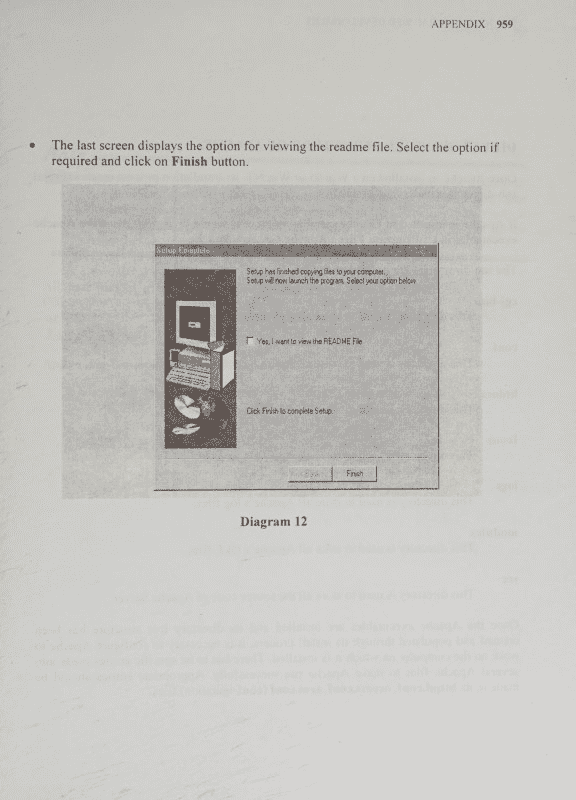 APPENDIX 959
• The last screen displays the option for viewing the readme file. Select the option if
required and click on Finish button.
Setup Complete
Setup has finished copying files to your computer.
Setup will now launch the program. Select your option below.
Yes, I want to view the README File
Click Finish to complete Setup.
Finish
Diagram 12